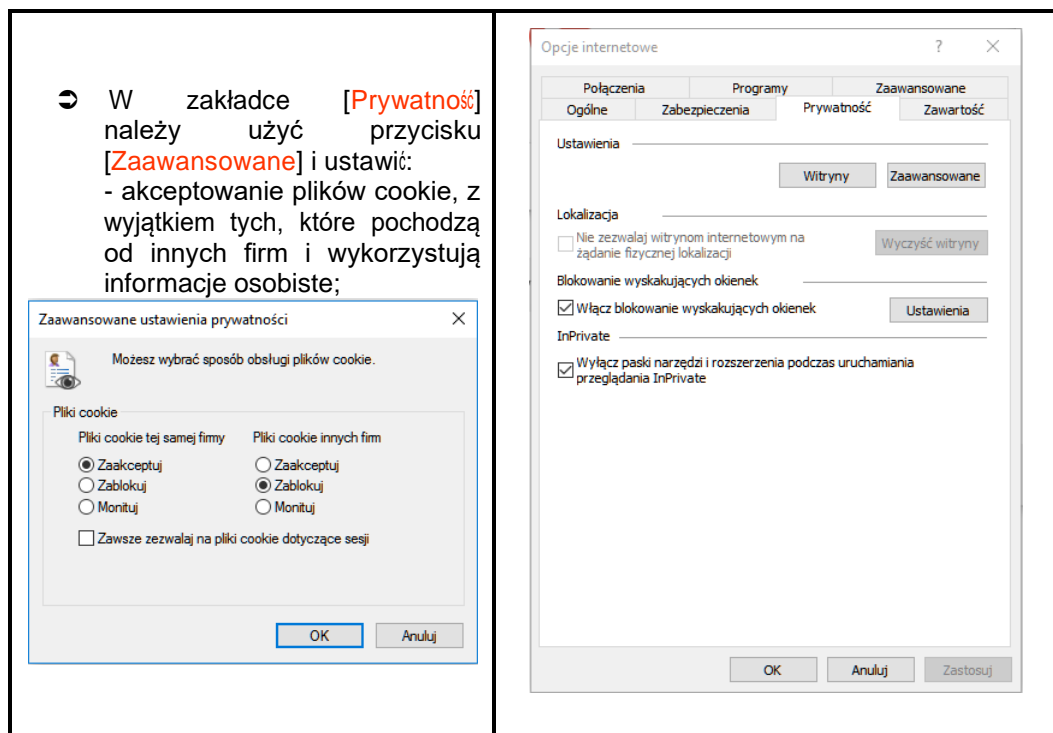 ➲ W zakładce [Prywatność]
należy użyć przycisku
[Zaawansowane] i ustawić:
- akceptowanie plików cookie, z
wyjątkiem tych, które pochodzą
od innych firm i wykorzystują
informacje osobiste;
Zaawansowane ustawienia prywatności
Możesz wybrać sposób obsługi plików cookie.
Pliki cookie
Pliki cookie tej samej firmy Pliki cookie innych firm
Zaakceptuj Zaakceptuj
Zablokuj Zablokuj
Monituj Monituj
Zawsze zezwalaj na pliki cookie dotyczące sesji
OK Anuluj
Opcje internetowe ?
Połączenia Programy Zaawansowane
Ogólne Zabezpieczenia Prywatność Zawartość
Ustawienia
Witryny Zaawansowane
Lokalizacja
Nie zezwalaj witrynom internetowym na
żądanie fizycznej lokalizacji
Wyczyść witryny
Blokowanie wyskakujących okienek
Włącz blokowanie wyskakujących okienek Ustawienia
InPrivate
Wyłącz paski narzędzi i rozszerzenia podczas uruchamiania
przeglądania InPrivate
OK Anuluj Zastosuj